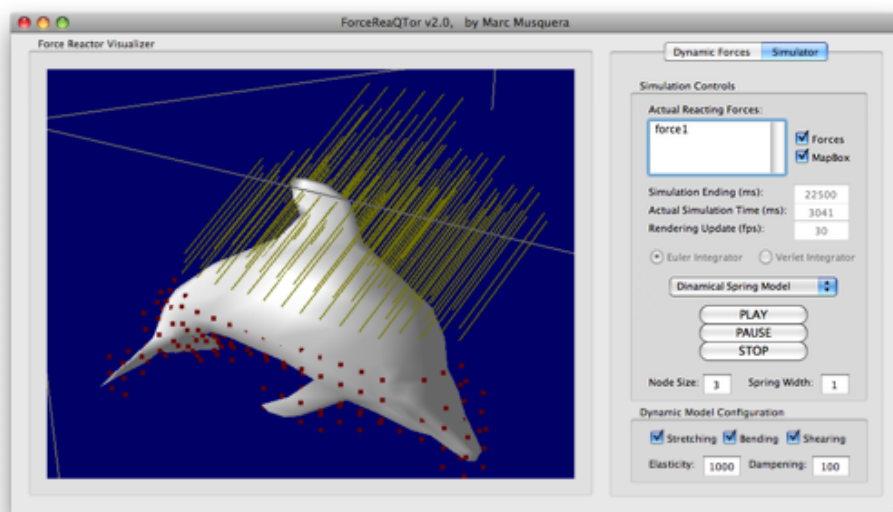 ForceReaQTor v2.0,   by Marc Musquera
Force Reactor Visualizer
Dynamic Forces Simulator
Simulation Controls
Actual Reacting Forces:
force1
Forces
MapBox
Simulation Ending (ms): 22500
Actual Simulation Time (ms): 3041
Rendering Update (fps): 30
Euler Integrator Verlet Integrator
Dinamical Spring Model
PLAY
PAUSE
STOP
Node Size: 3 Spring Width: 1
Dynamic Model Configuration
Stretching Bending Shearing
Elasticity: 1000 Dampening: 100